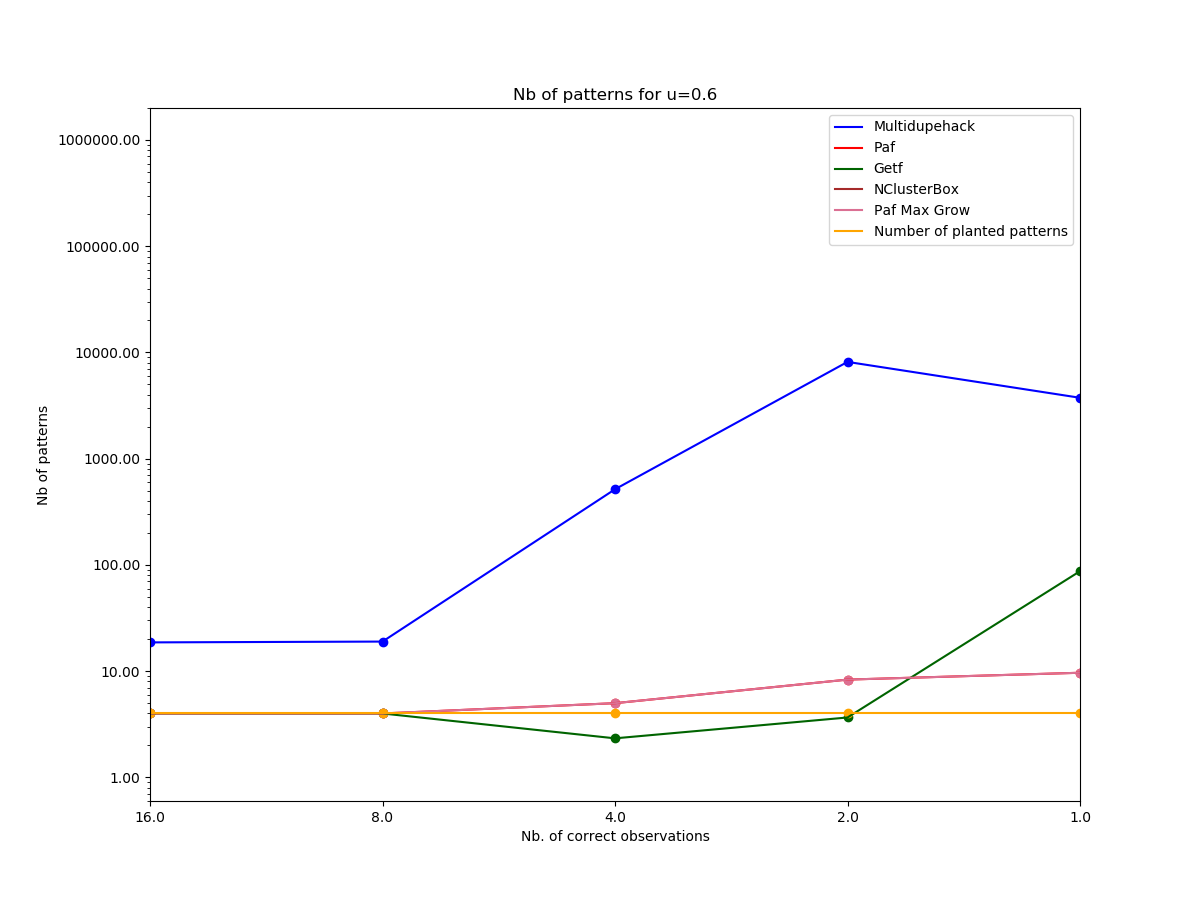 Nb of patterns for u=0.6
Multidupehack
Paf
Getf
NClusterBox
Paf Max Grow
Number of planted patterns
Nb of patterns
1000000.00
100000.00
10000.00
1000.00
100.00
10.00
1.00
16.0 8.0 4.0 2.0 1.0
Nb. of correct observations